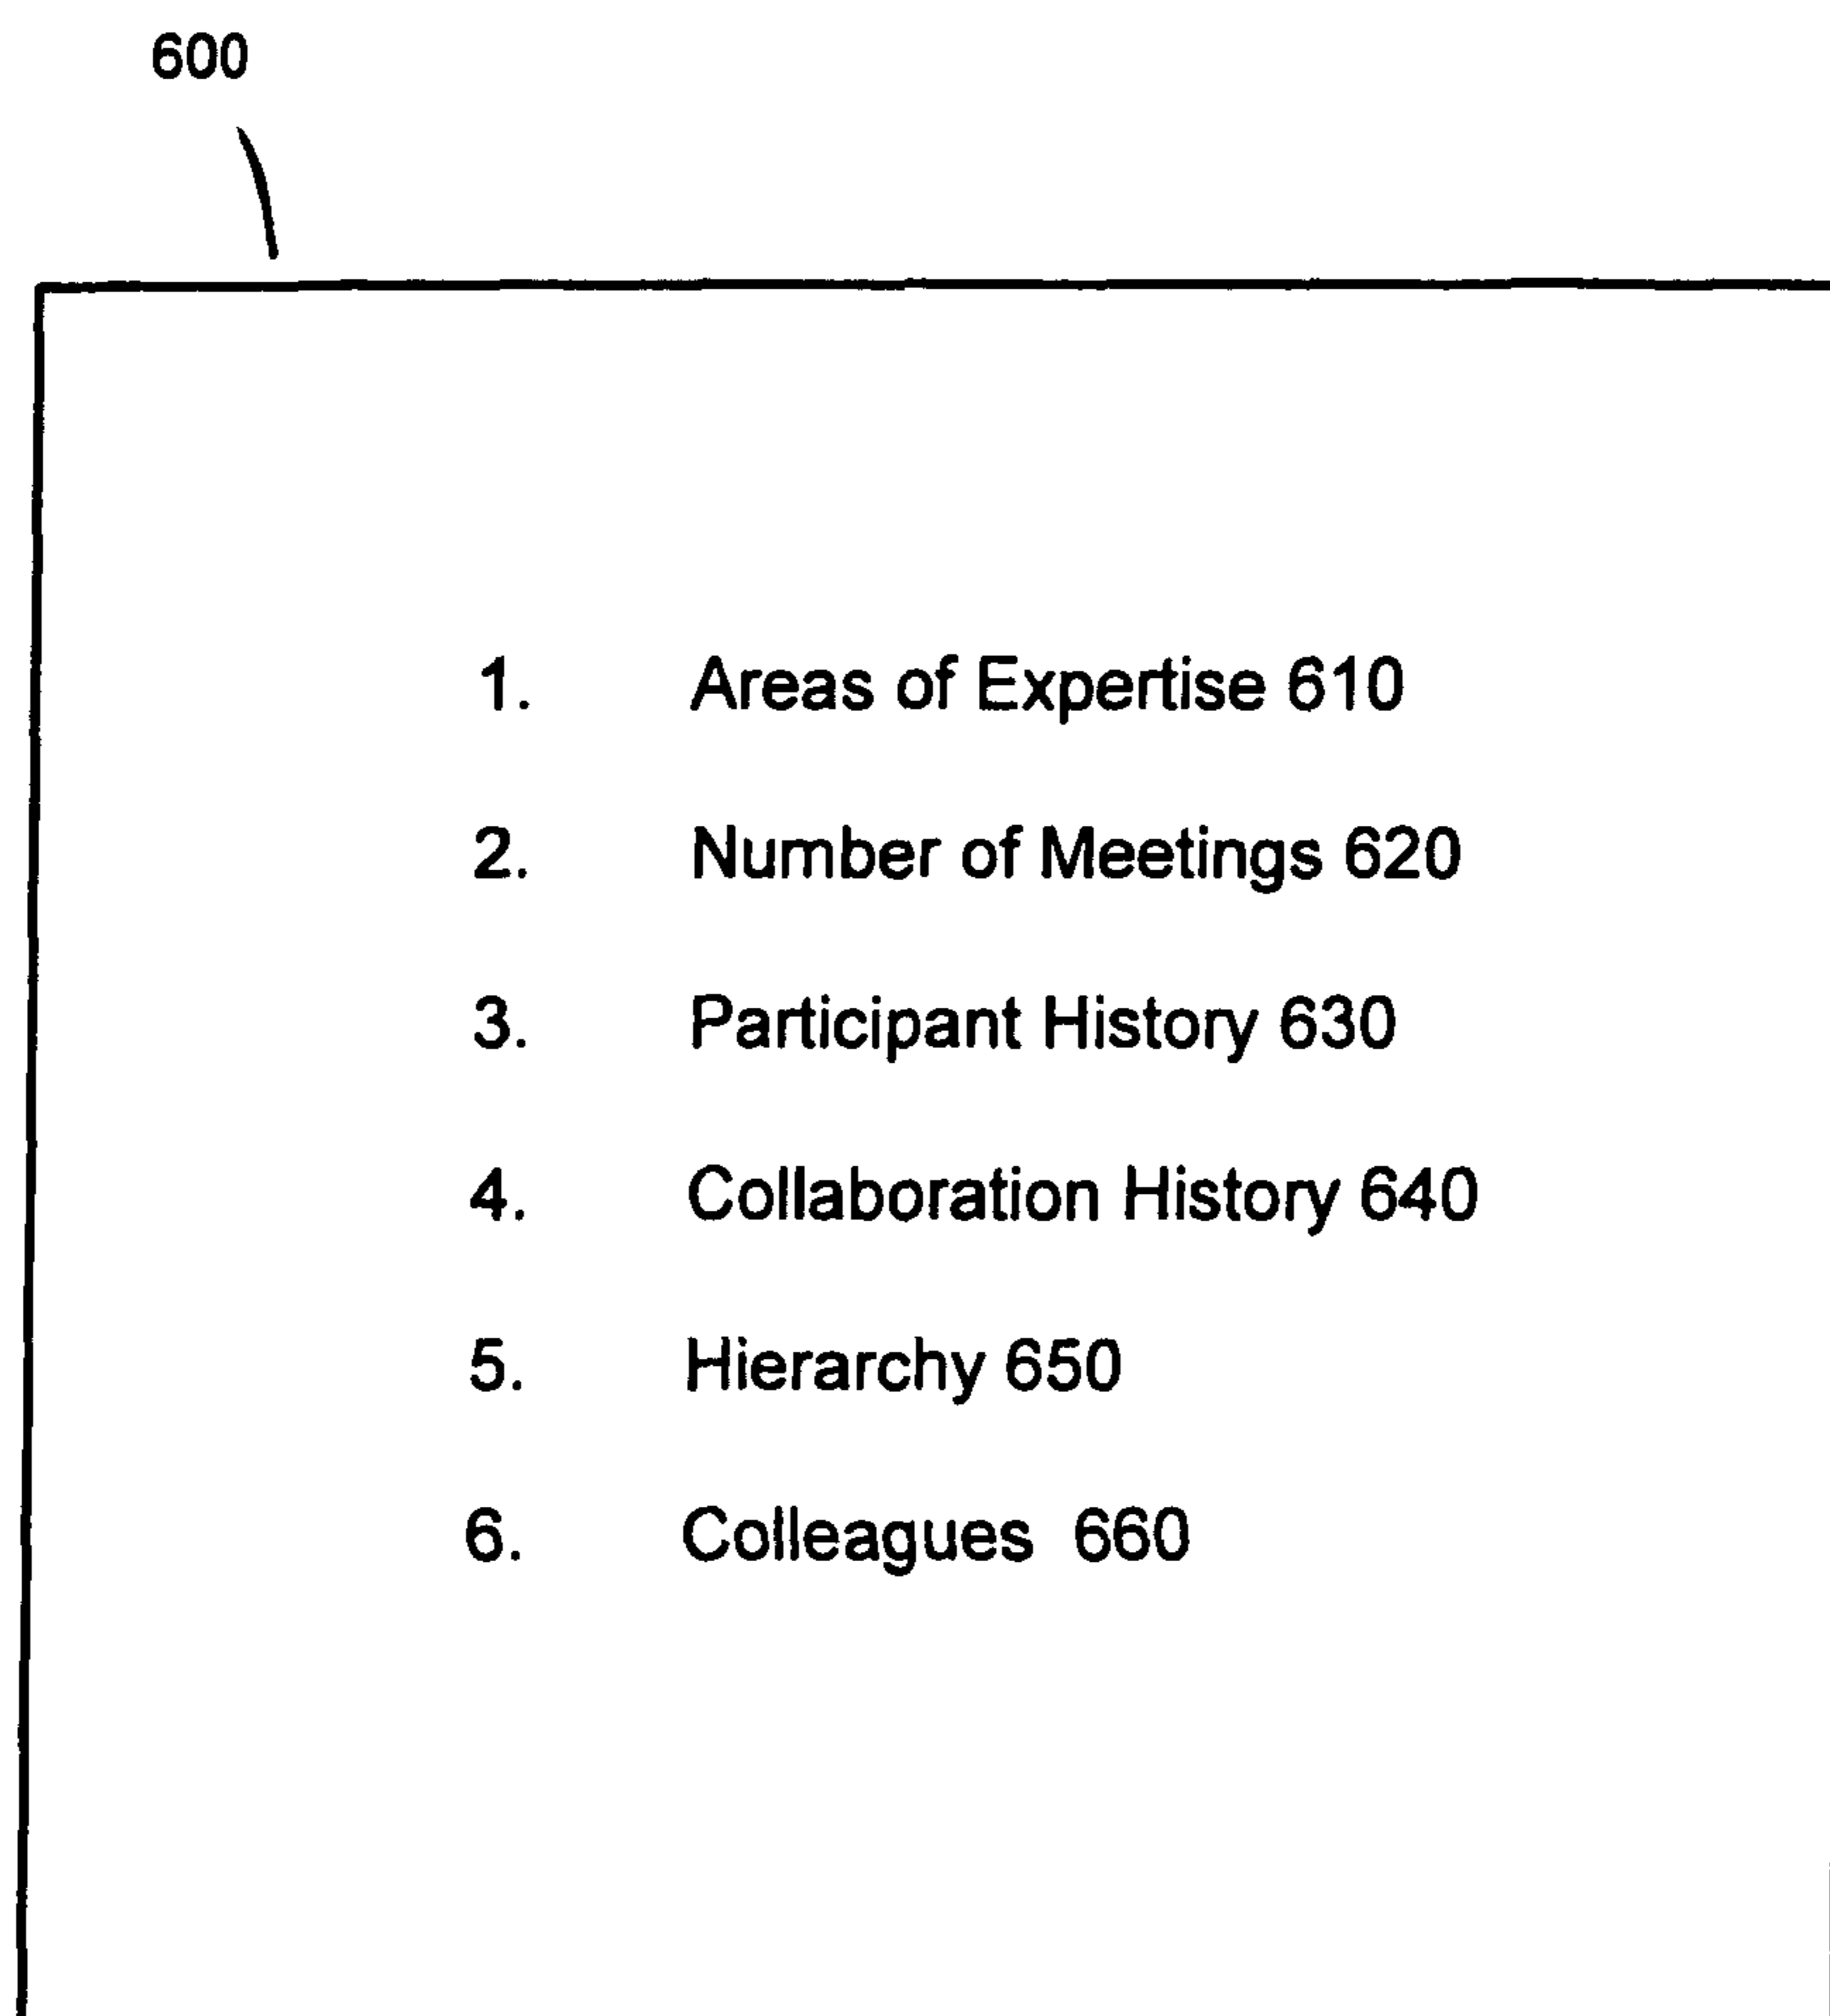 600
1. Areas of Expertise 610
2. Number of Meetings 620
3. Participant History 630
4. Collaboration History 640
5. Hierarchy 650
6. Colleagues 660